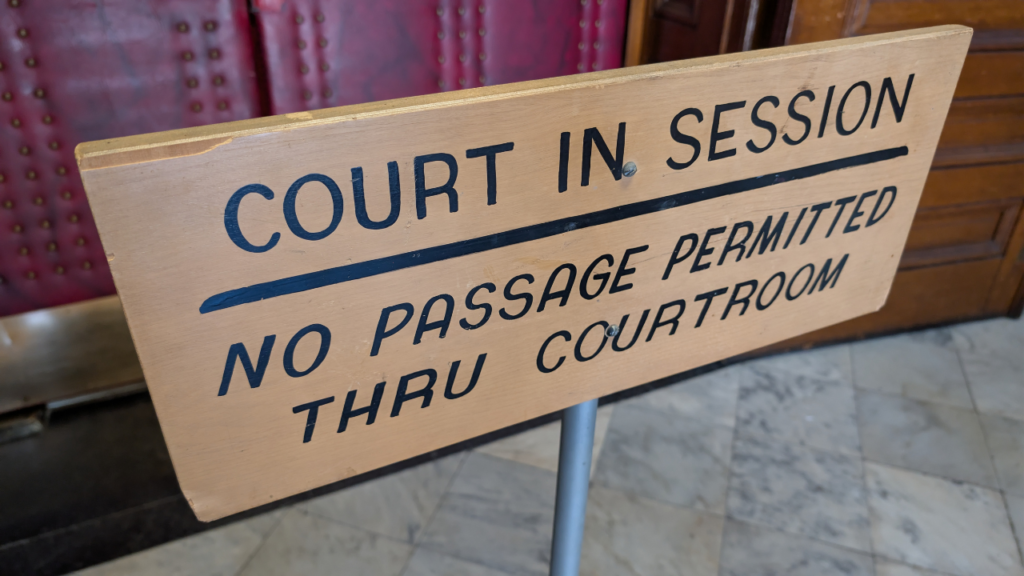 COURT IN SESSION
NO PASSAGE PERMITTED
THRU COURTROOM